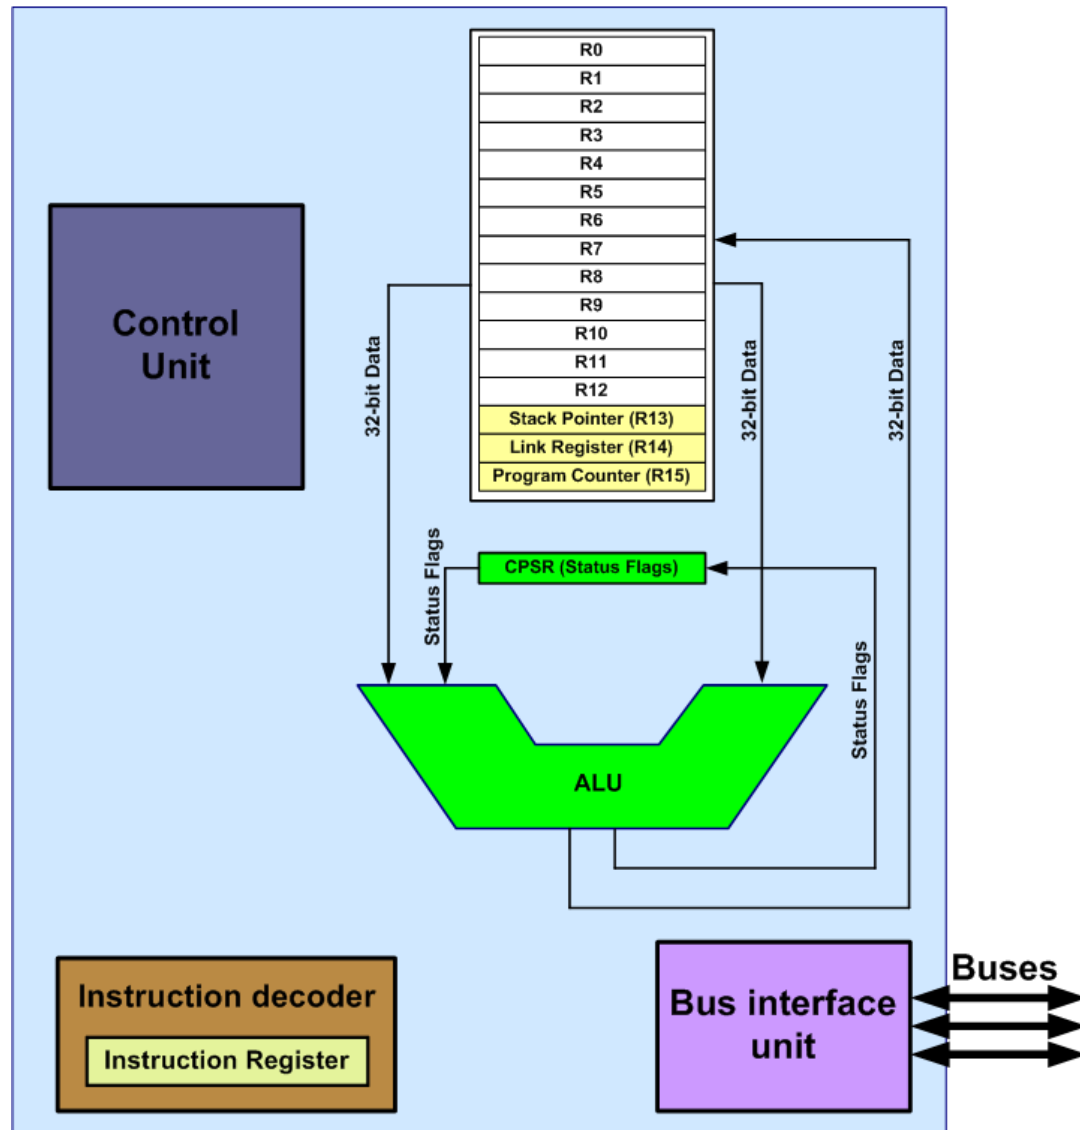 R0
R1
R2
R3
R4
R5
R6
R7
R8
R9
R10
R11
R12
Stack Pointer (R13)
Link Register (R14)
Program Counter (R15)
Control
Unit
32-bit Data
32-bit Data
32-bit Data
Status Flags
CPSR (Status Flags)
Status Flags
ALU
Instruction decoder
Instruction Register
Bus interface
unit
Buses